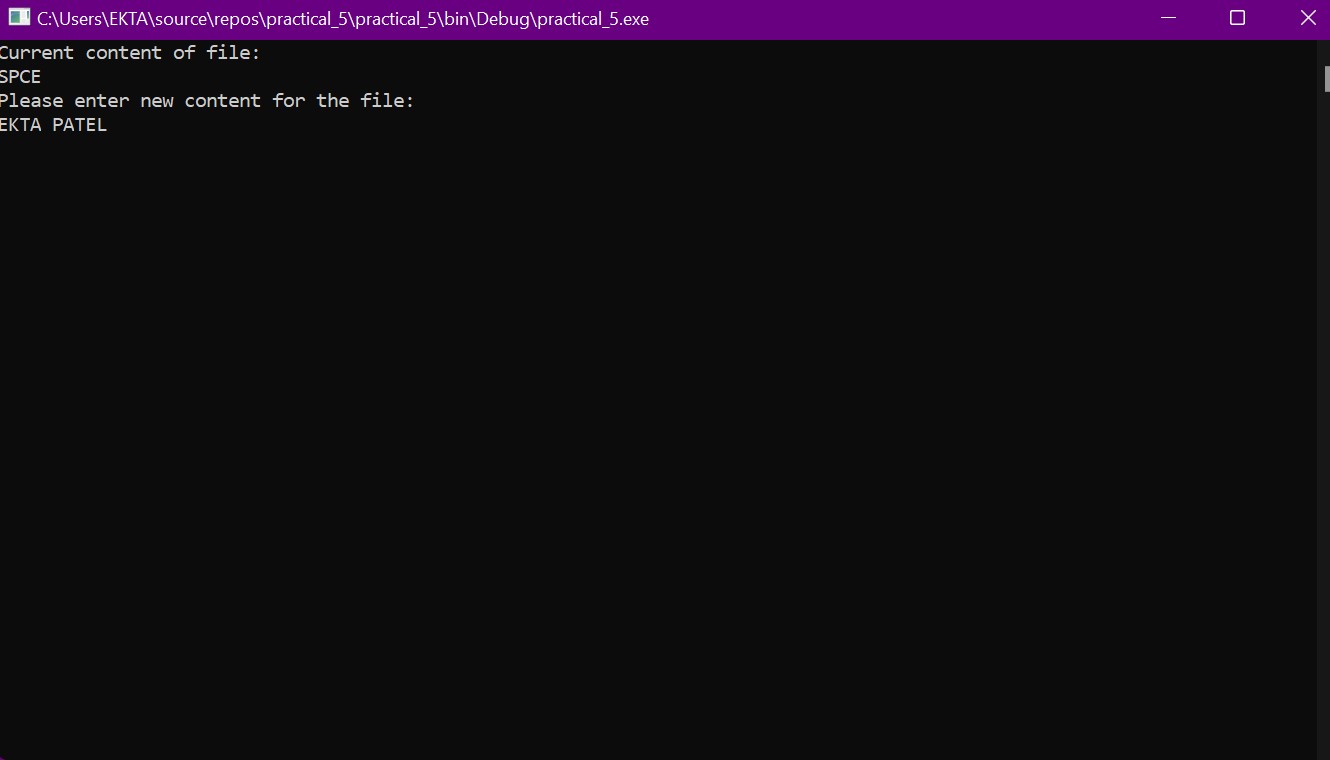 C:\Users\EKTA\source\repos\practical_5\practical_5\bin\Debug\practical_5.exe
Current content of file:
SPCE
Please enter new content for the file:
EKTA PATEL